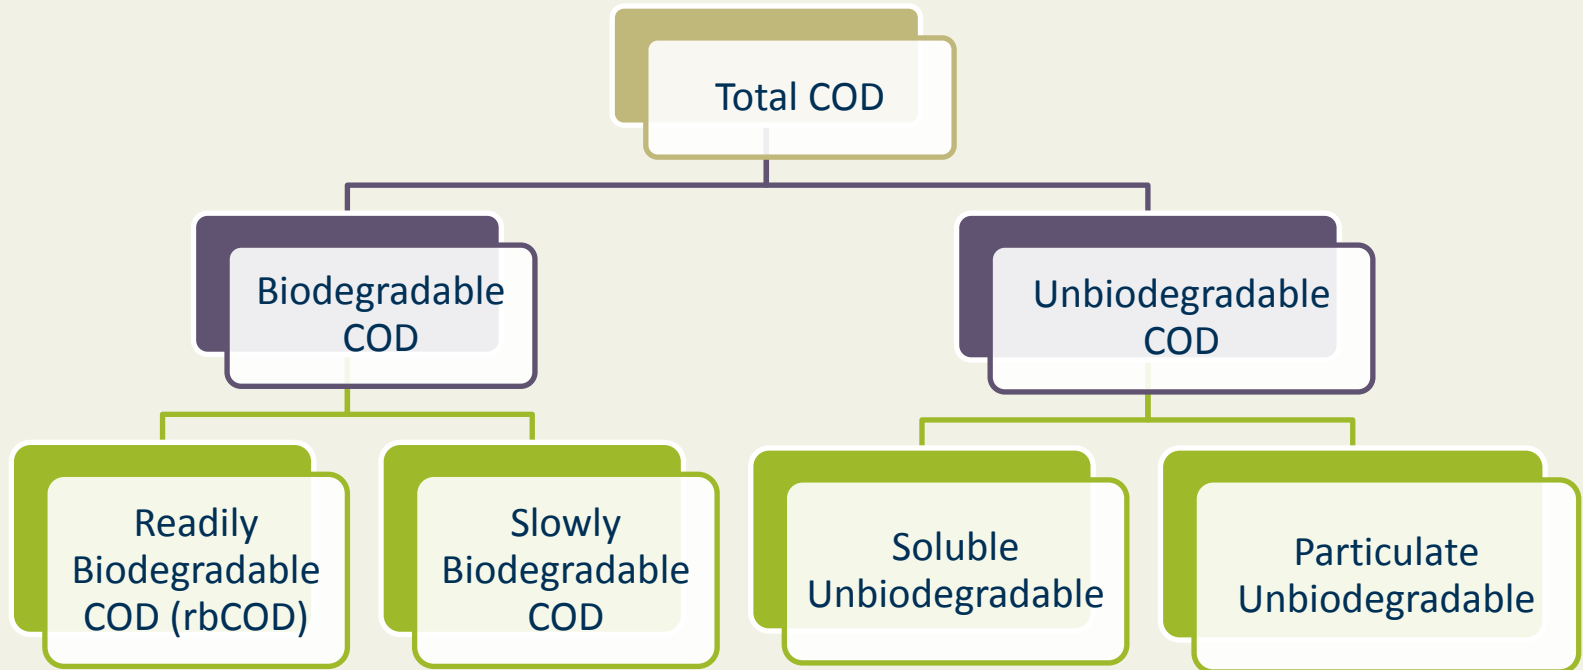 Total COD
Biodegradable
COD
Unbiodegradable
COD
Readily
Biodegradable
COD (rbCOD)
Slowly
Biodegradable
COD
Soluble
Unbiodegradable
Particulate
Unbiodegradable